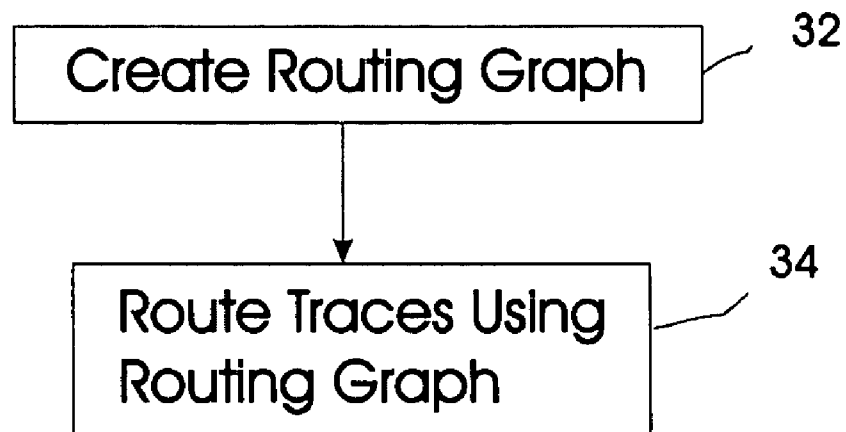 32
Create Routing Graph
34
Route Traces Using
Routing Graph